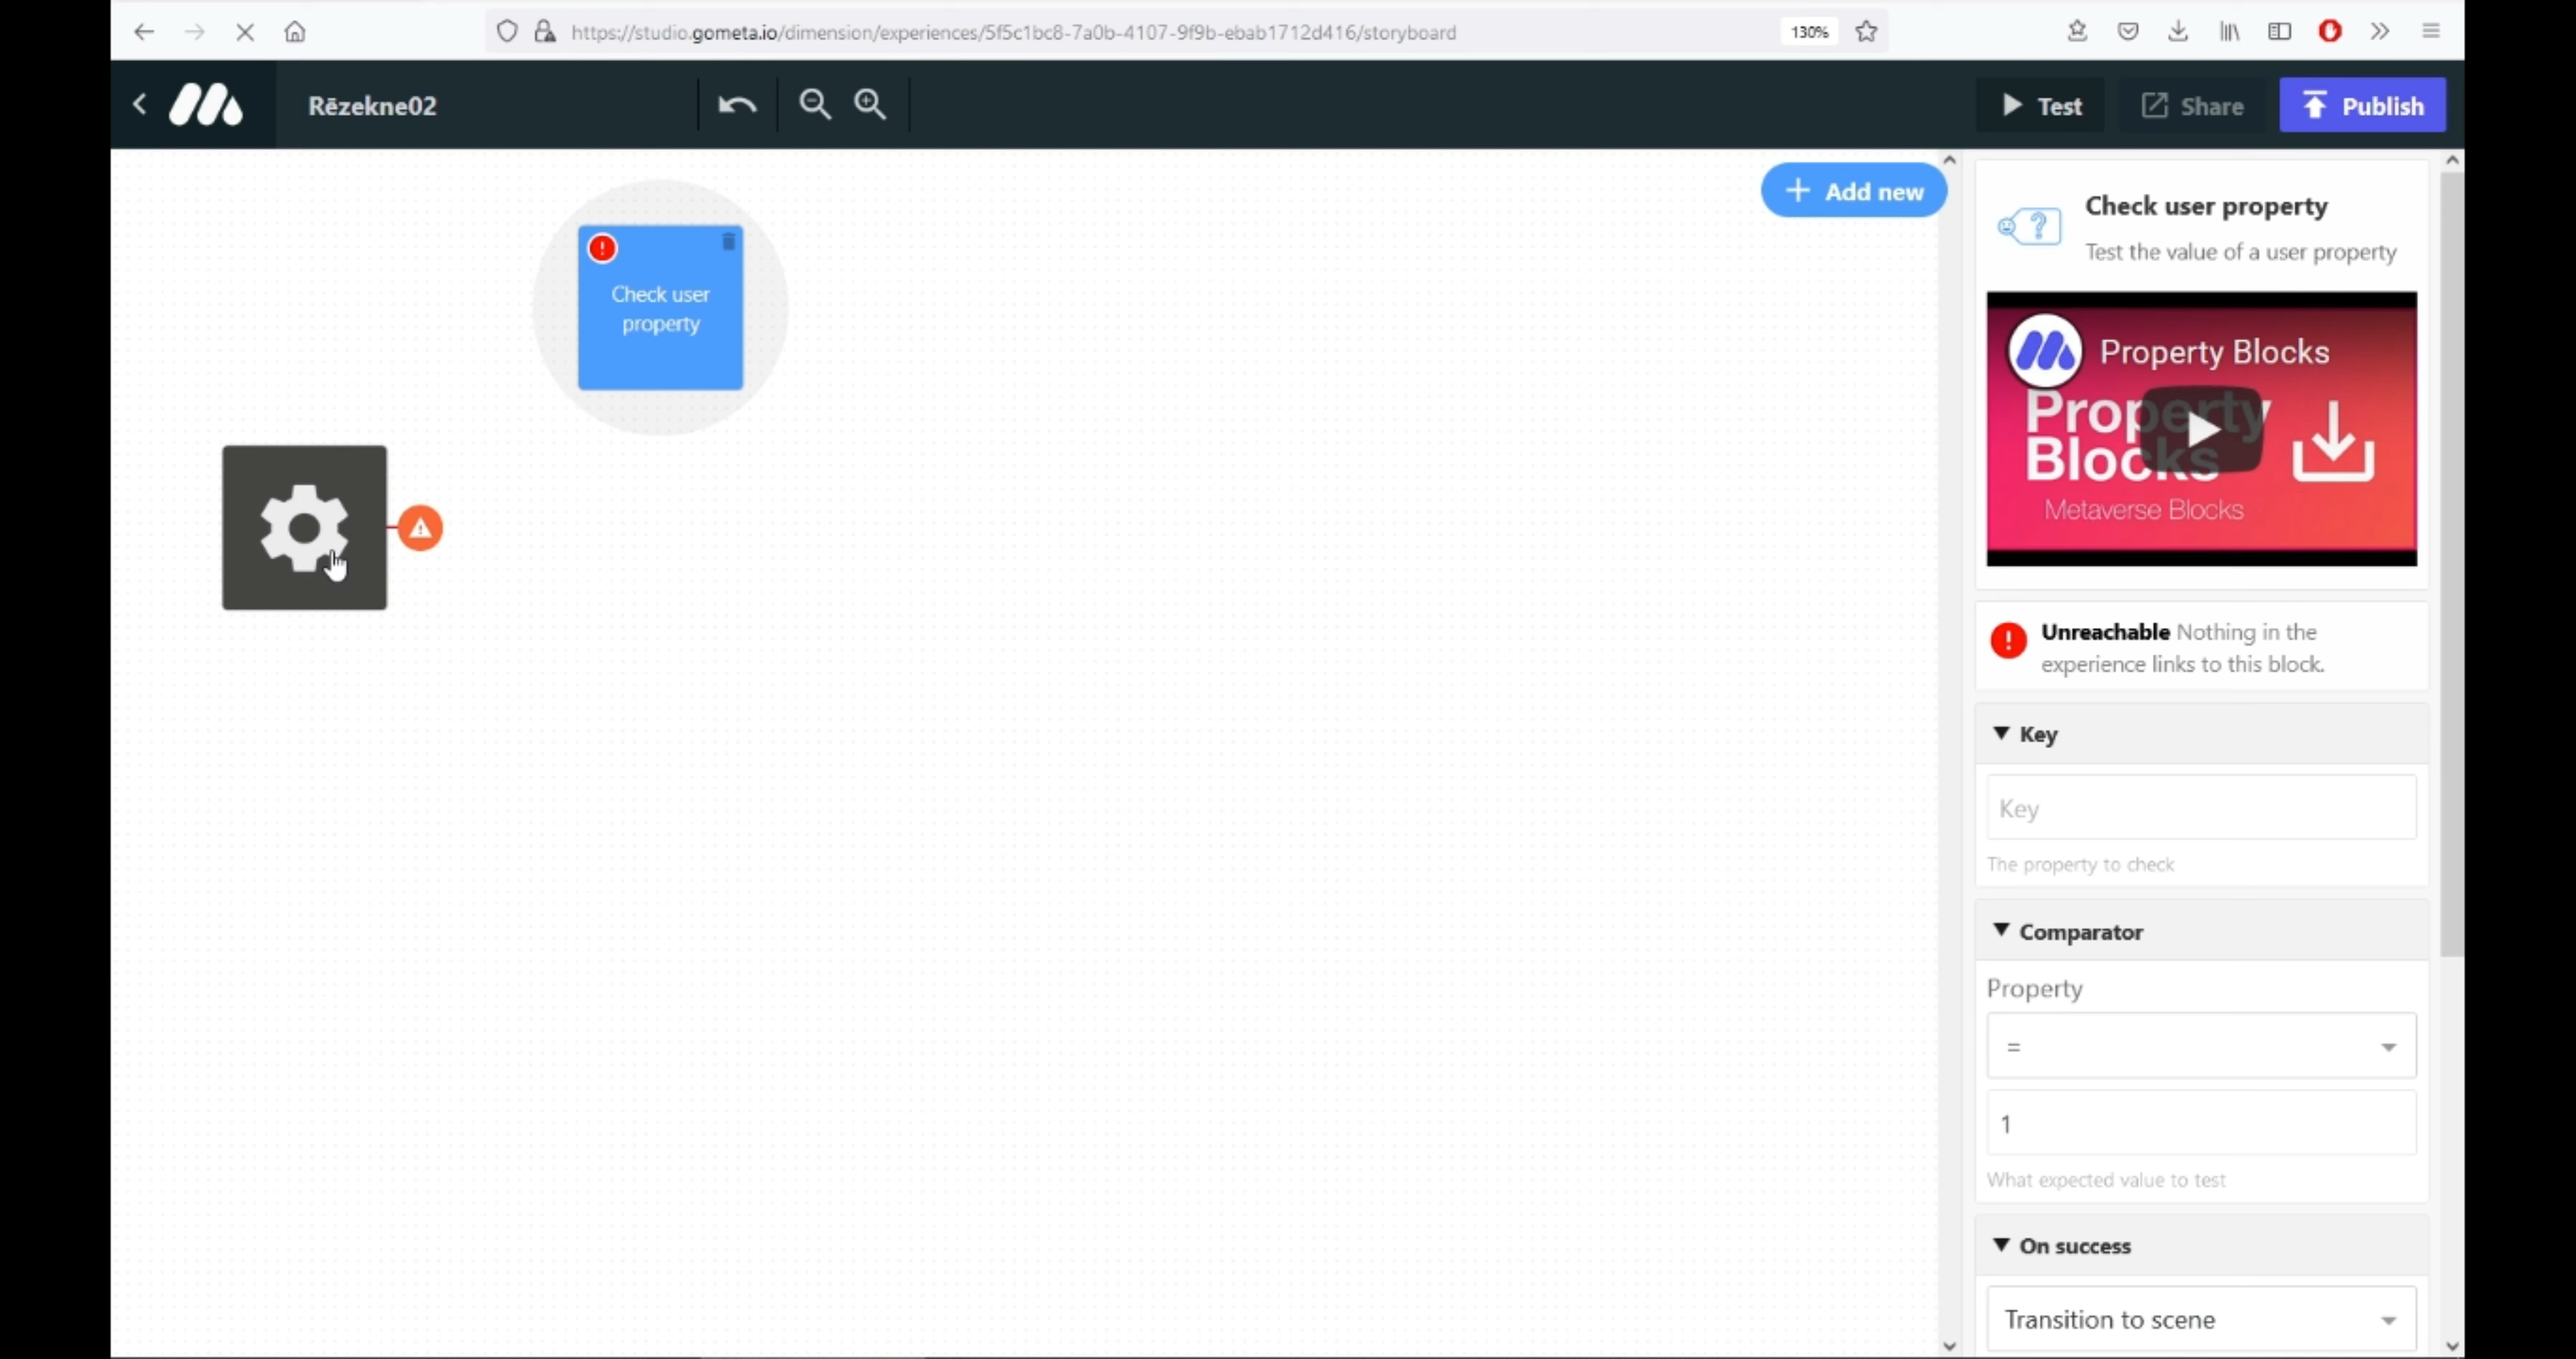 https://studio.gometa.io/dimension/experiences/5f5c1bc8-7a0b-4107-9f9b-ebab1712d416/storyboard
130%
Rēzekne02
Test
Share
Publish
Add new
Check user
property
Check user property
Test the value of a user property
Property Blocks
Property
Blocks
Metaverse Blocks
Unreachable Nothing in the
experience links to this block.
Key
Key
The property to check
Comparator
Property
=
1
What expected value to test
On success
Transition to scene